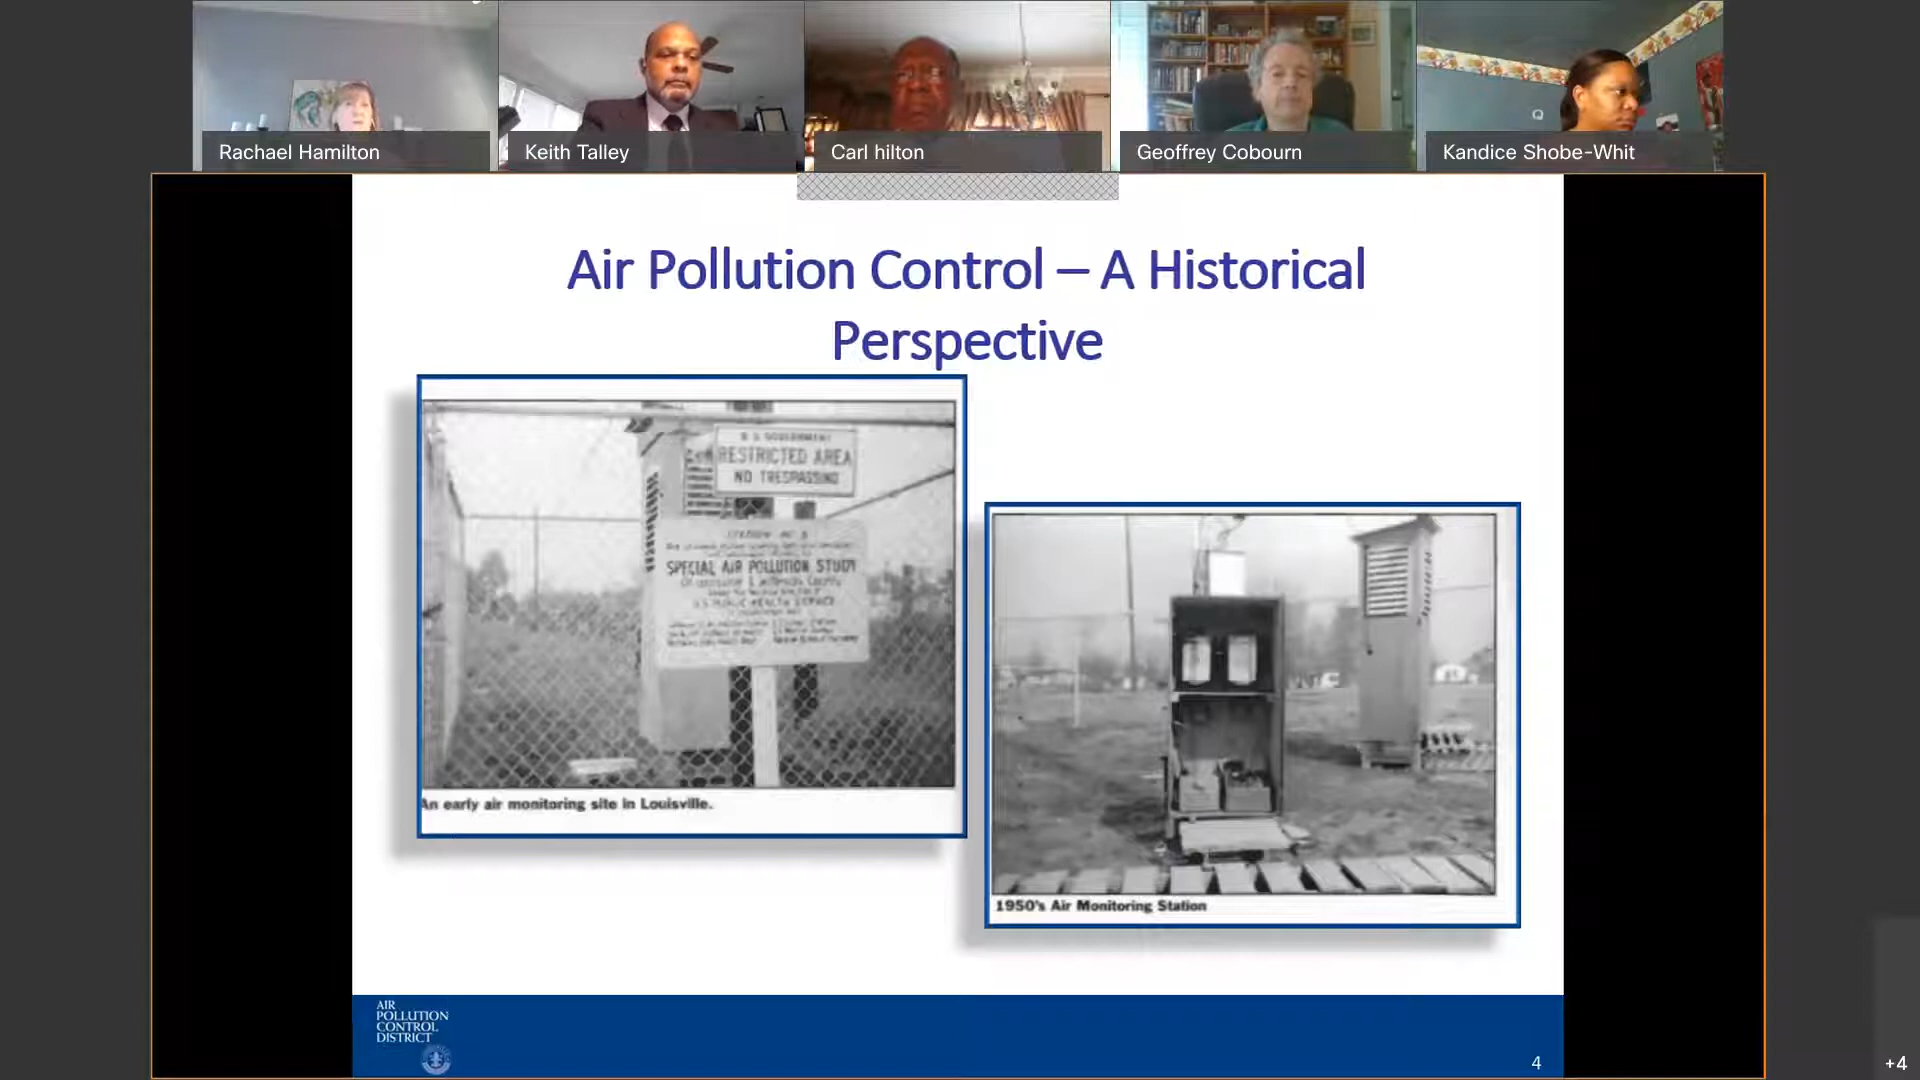 Rachael Hamilton
Keith Talley
Carl hilton
Geoffrey Cobourn
Kandice Shobe-Whit
Air Pollution Control – A Historical
Perspective
RESTRICTED AREA
NO TRESPASSING
SPECIAL AIR POLLUTION STUDY
U.S. PUBLIC HEALTH SERVICE
An early air monitoring site in Louisville.
1950's Air Monitoring Station
AIR
POLLUTION
CONTROL
DISTRICT
4
+4